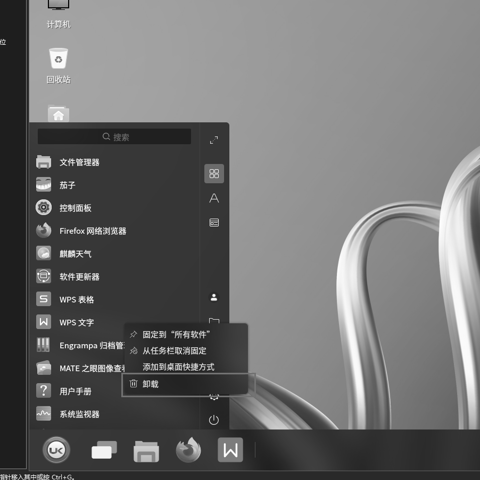 计算机
位
回收站
搜索
文件管理器
茄子
控制面板
Firefox 网络浏览器
麒麟天气
软件更新器
S WPS 表格
W WPS 文字
固定到“所有软件”
Engrampa 归档管
从任务栏取消固定
MATE 之眼图像查
添加到桌面快捷方式
卸载
? 用户手册
系统监视器
UK
W
指针移入其中或按 Ctrl+G。